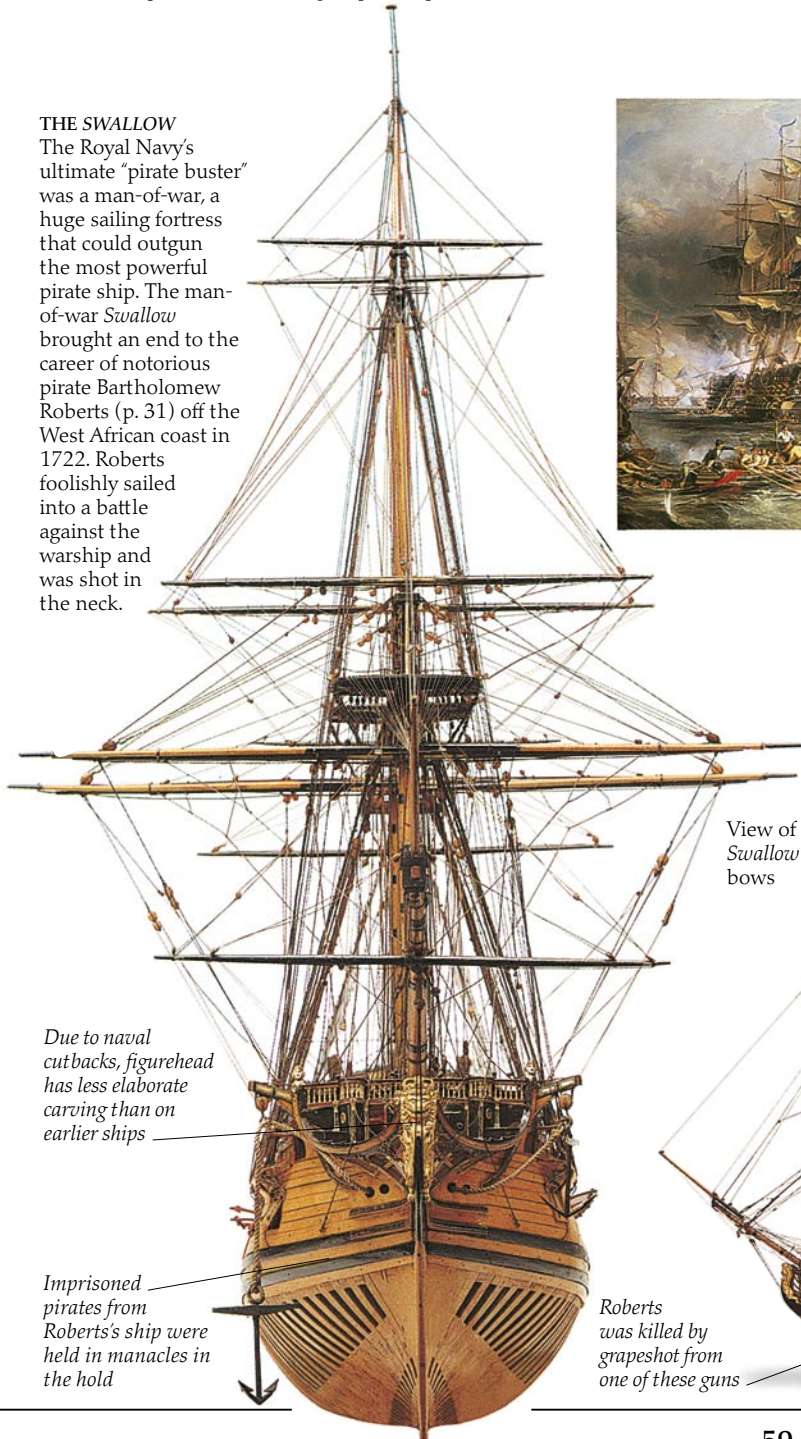 THE SWALLOW
The Royal Navy's
ultimate "pirate buster"
was a man-of-war, a
huge sailing fortress
that could outgun
the most powerful
pirate ship. The man-
of-war Swallow
brought an end to the
career of notorious
pirate Bartholomew
Roberts (p. 31) off the
West African coast in
1722. Roberts
foolishly sailed
into a battle
against the
warship and
was shot in
the neck.
View of
Swallow
bows
Due to naval
cutbacks, figurehead
has less elaborate
carving than on
earlier ships
Imprisoned
pirates from
Roberts's ship were
held in manacles in
the hold
Roberts
was killed by
grapeshot from
one of these guns